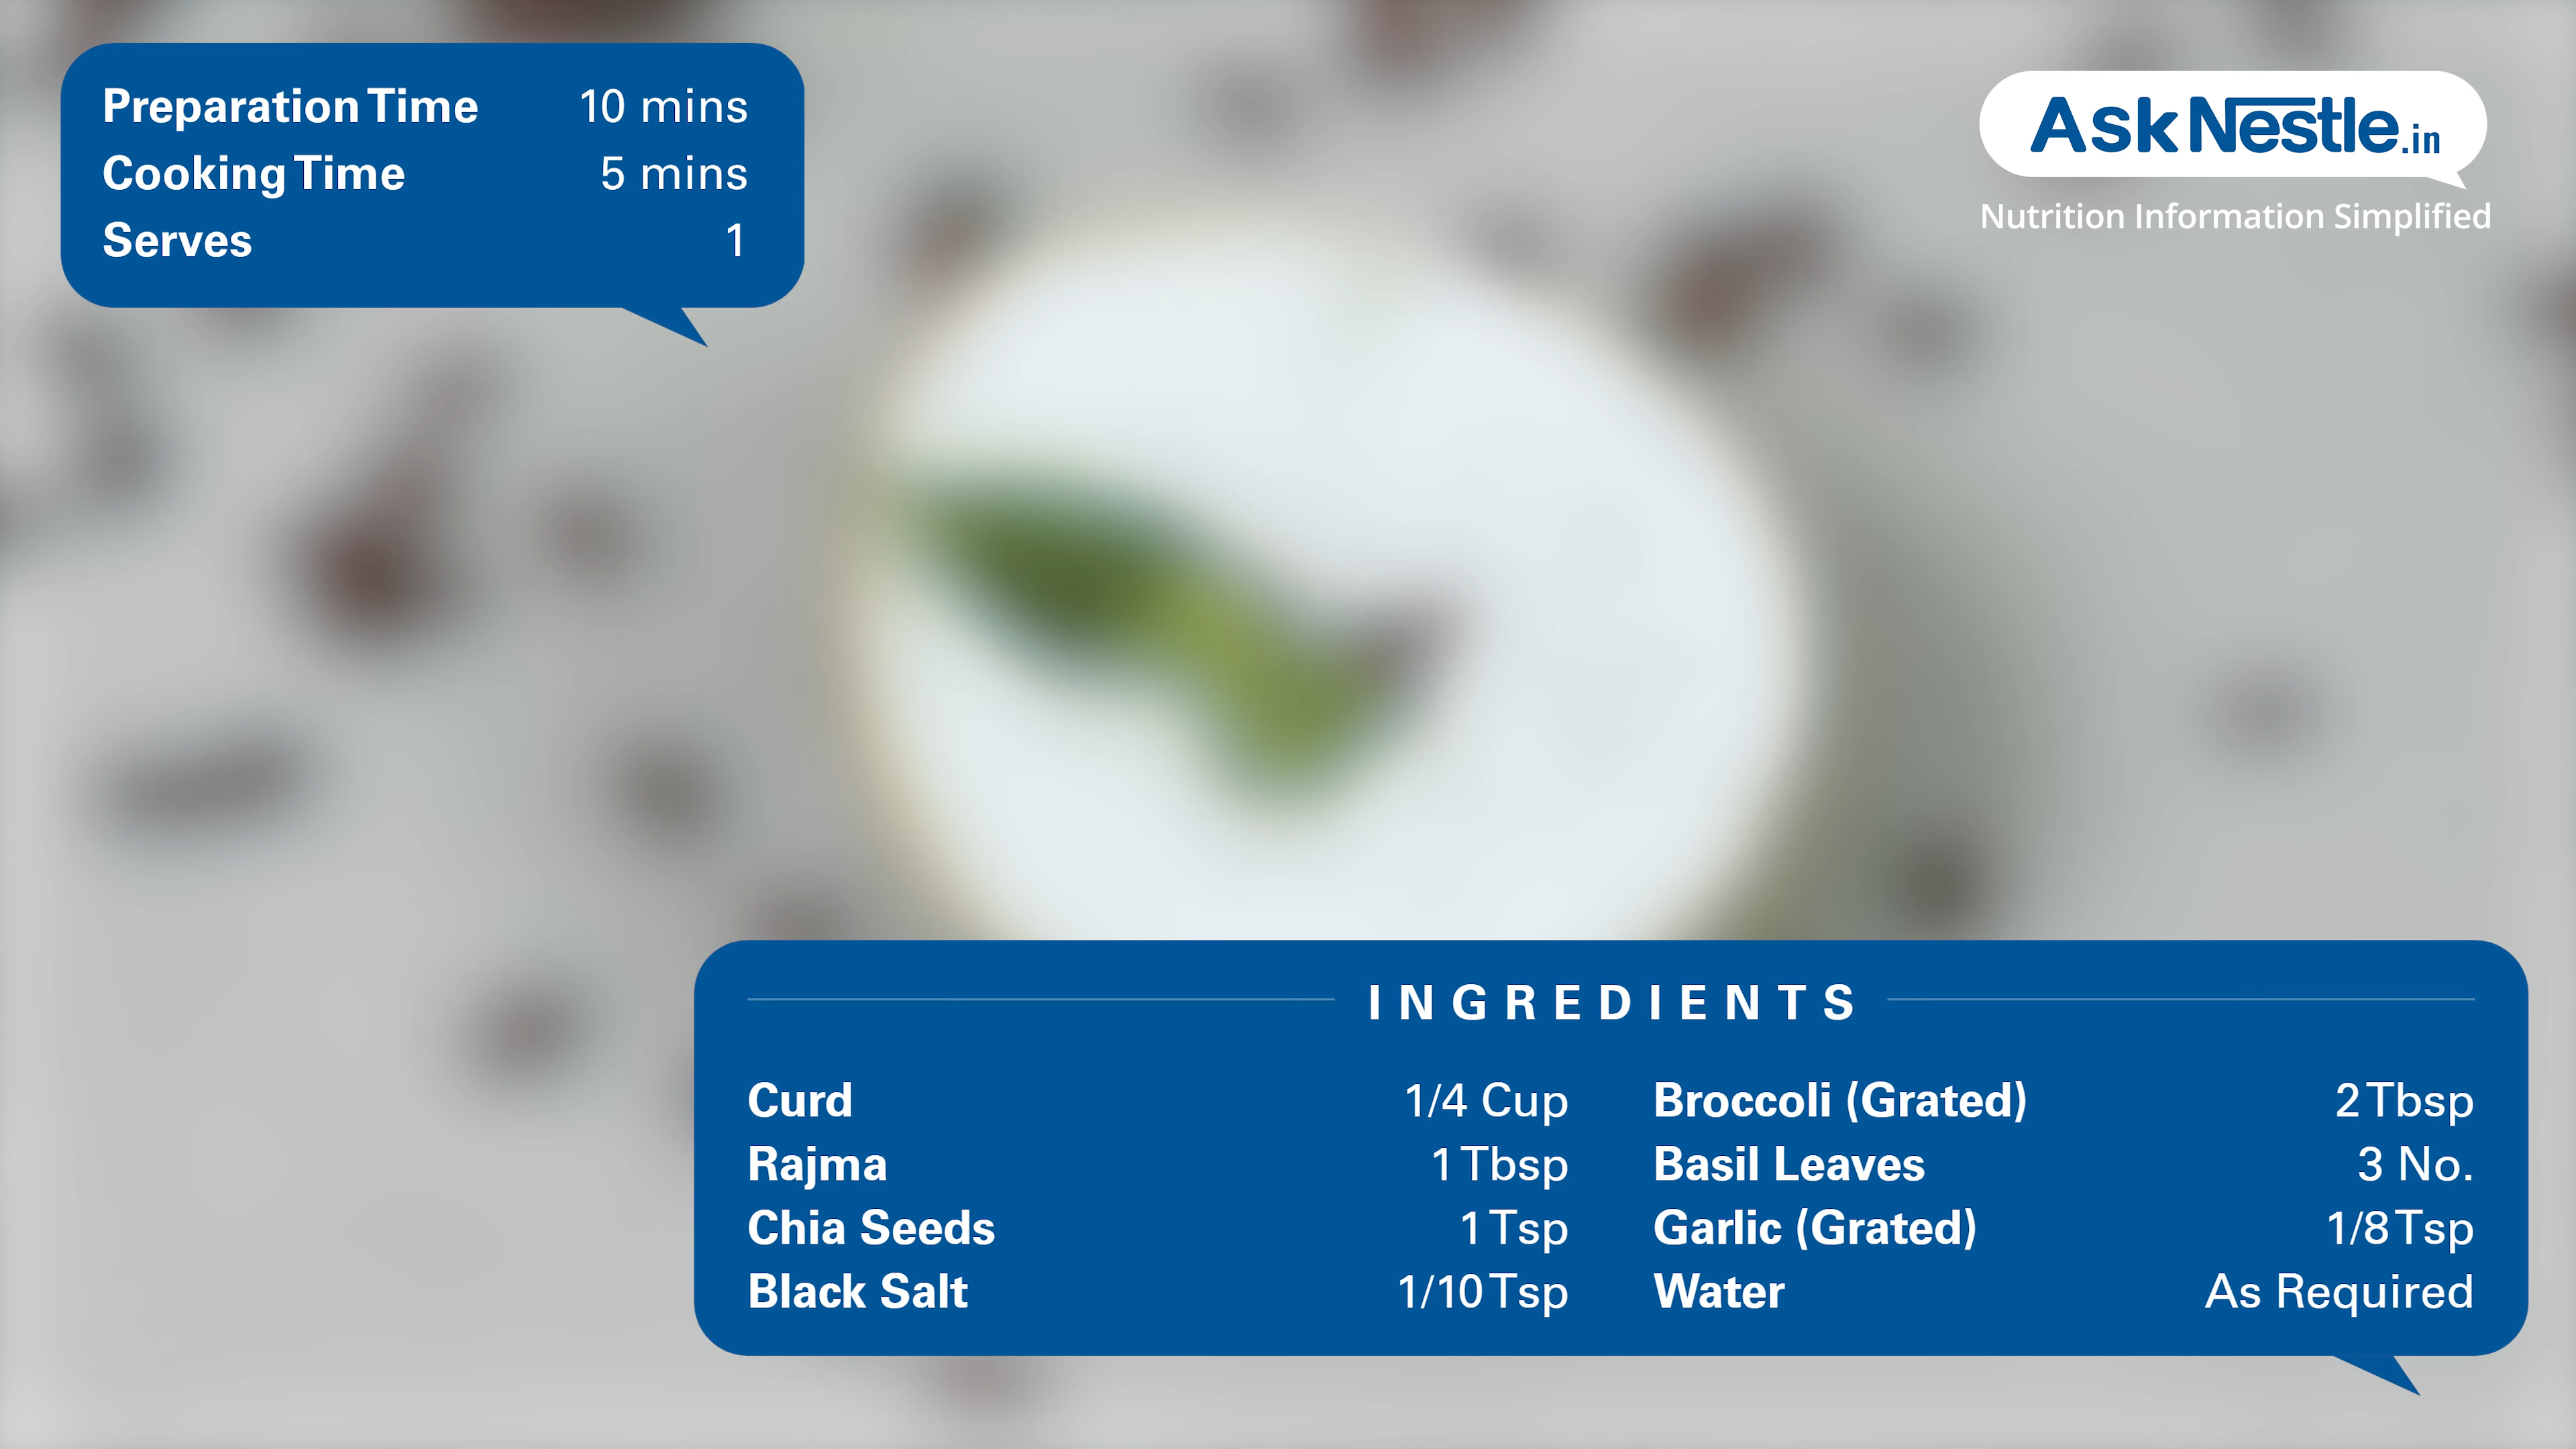 Preparation Time 10 mins
Cooking Time 5 mins
Serves 1
Ask Nestle.in
Nutrition Information Simplified
INGREDIENTS
Curd 1/4 Cup Broccoli (Grated) 2 Tbsp
Rajma 1 Tbsp Basil Leaves 3 No.
Chia Seeds 1 Tsp Garlic (Grated) 1/8 Tsp
Black Salt 1/10 Tsp Water As Required